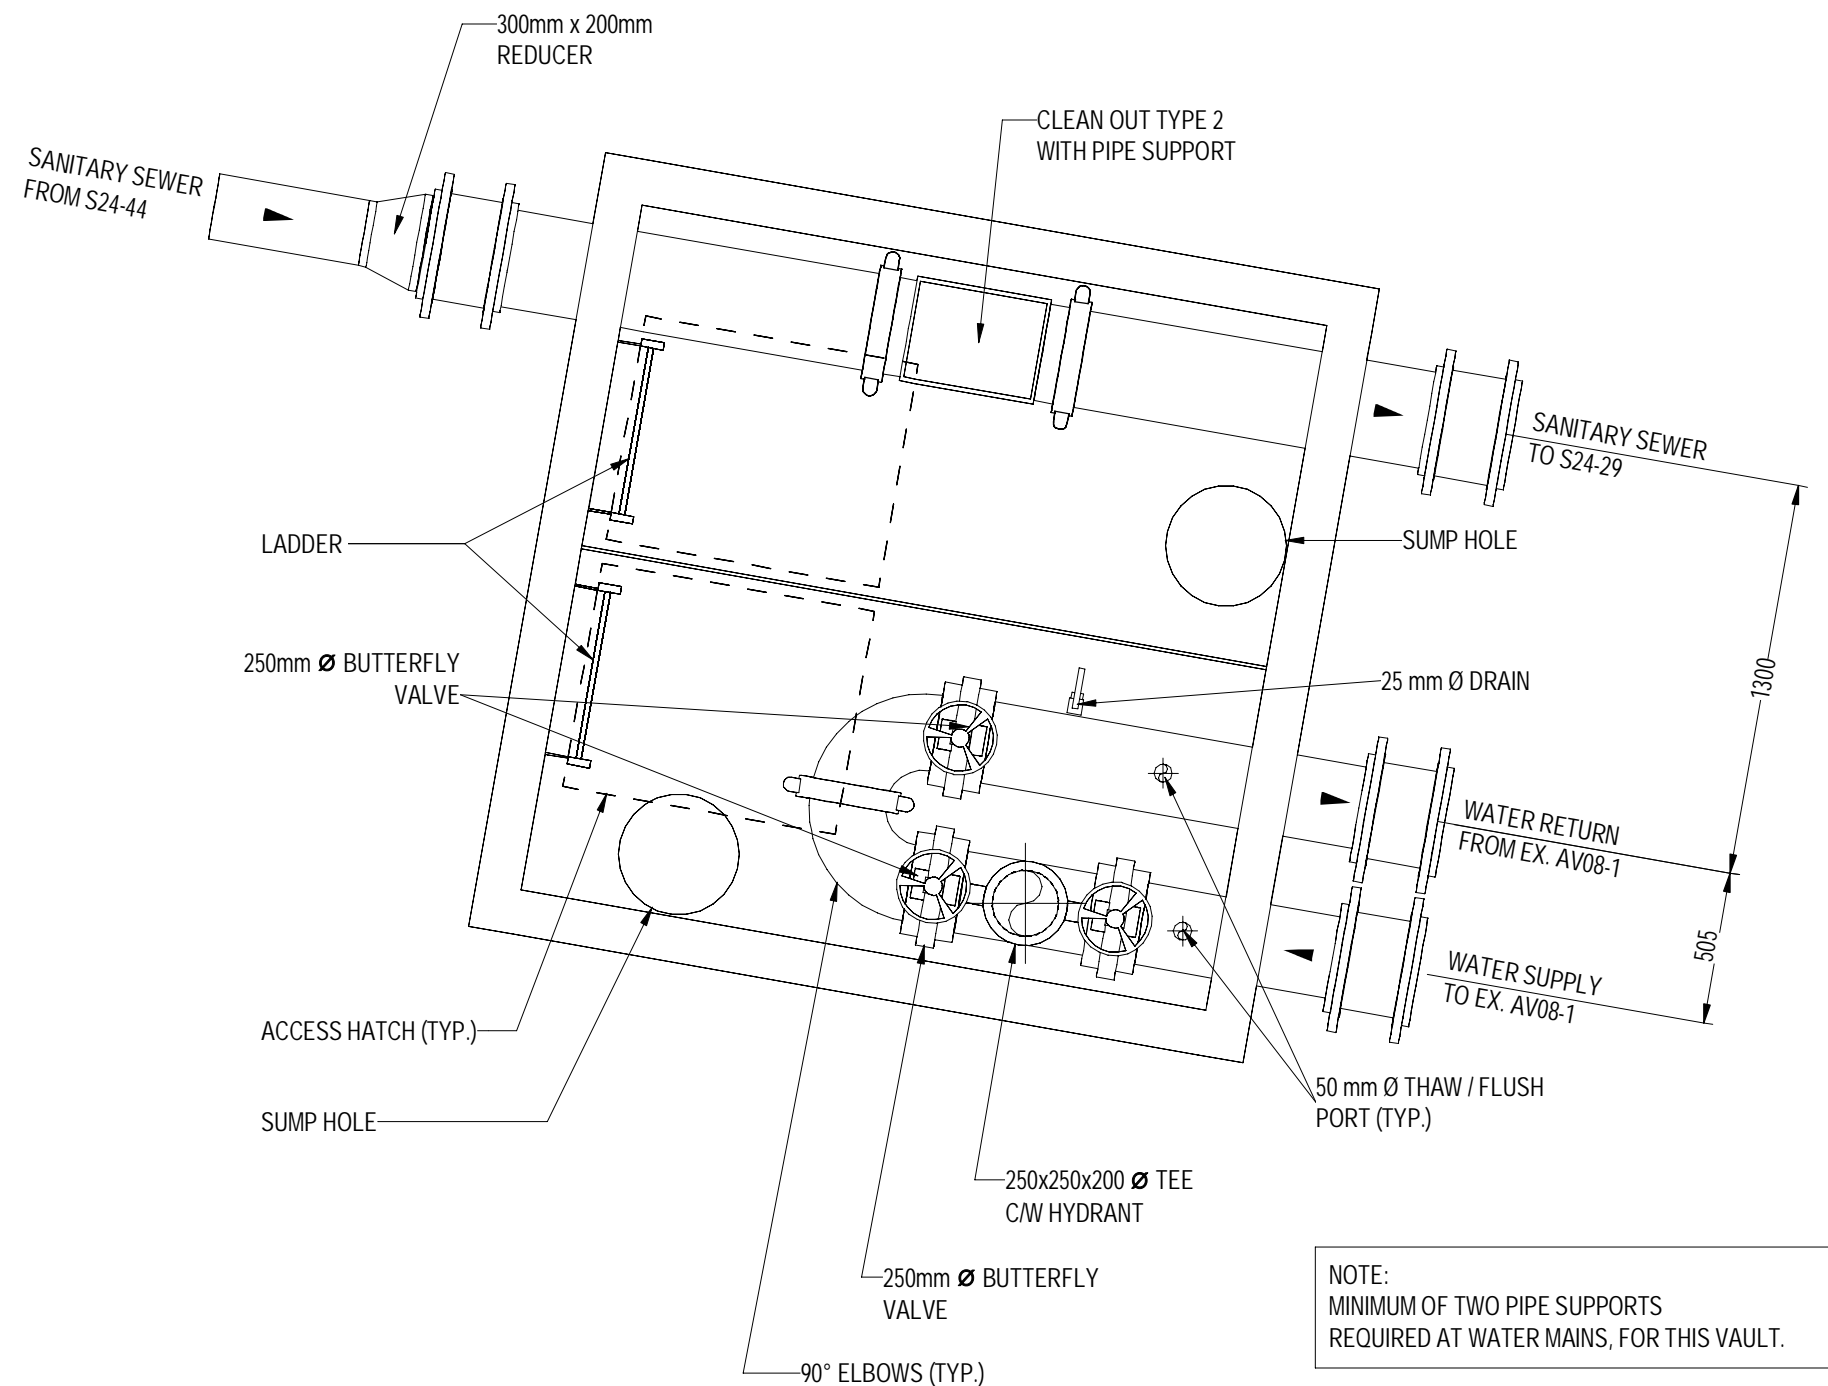 300mm x 200mm
REDUCER
CLEAN OUT TYPE 2
WITH PIPE SUPPORT
SANITARY SEWER
FROM S24-44
SANITARY SEWER
TO S24-29
LADDER
SUMP HOLE
250mm Ø BUTTERFLY
VALVE
25 mm Ø DRAIN
1300
WATER RETURN
FROM EX. AV08-1
505
WATER SUPPLY
TO EX. AV08-1
ACCESS HATCH (TYP.)
SUMP HOLE
50 mm Ø THAW / FLUSH
PORT (TYP.)
250x250x200 Ø TEE
C/W HYDRANT
250mm Ø BUTTERFLY
VALVE
90° ELBOWS (TYP.)
NOTE:
MINIMUM OF TWO PIPE SUPPORTS
REQUIRED AT WATER MAINS, FOR THIS VAULT.